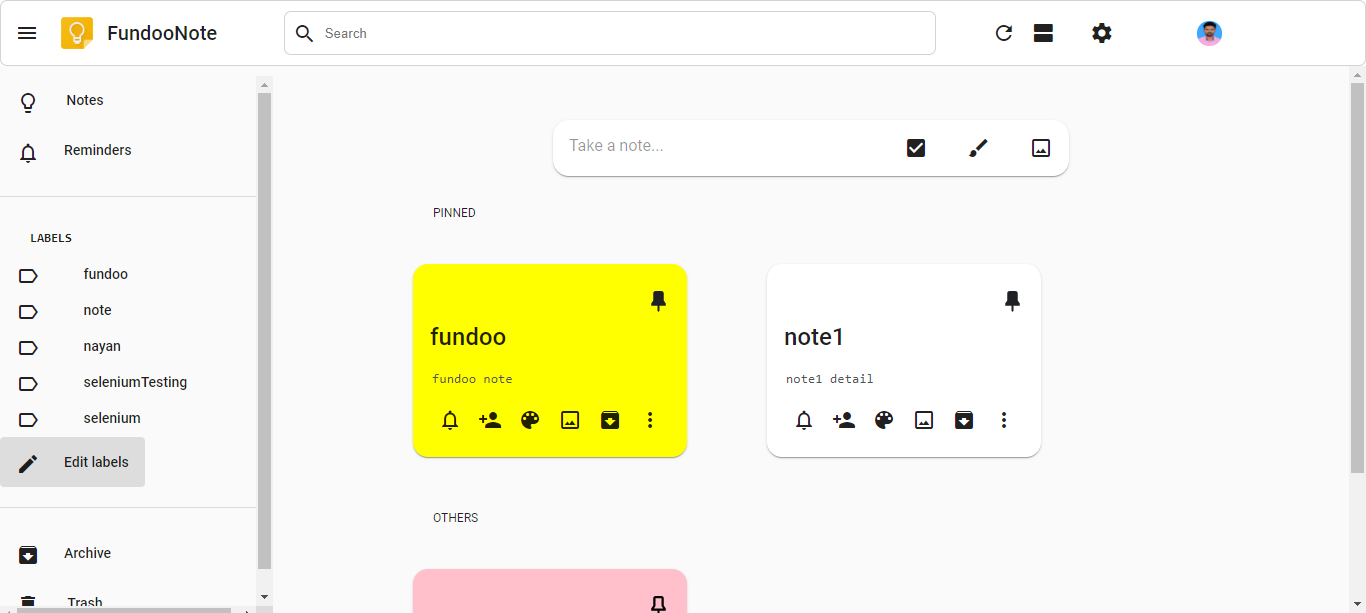 FundooNote
Search
Notes
Reminders
LABELS
fundoo
note
nayan
seleniumTesting
selenium
Edit labels
Archive
Trash
Take a note...
PINNED
fundoo
fundoo note
note1
note1 detail
OTHERS